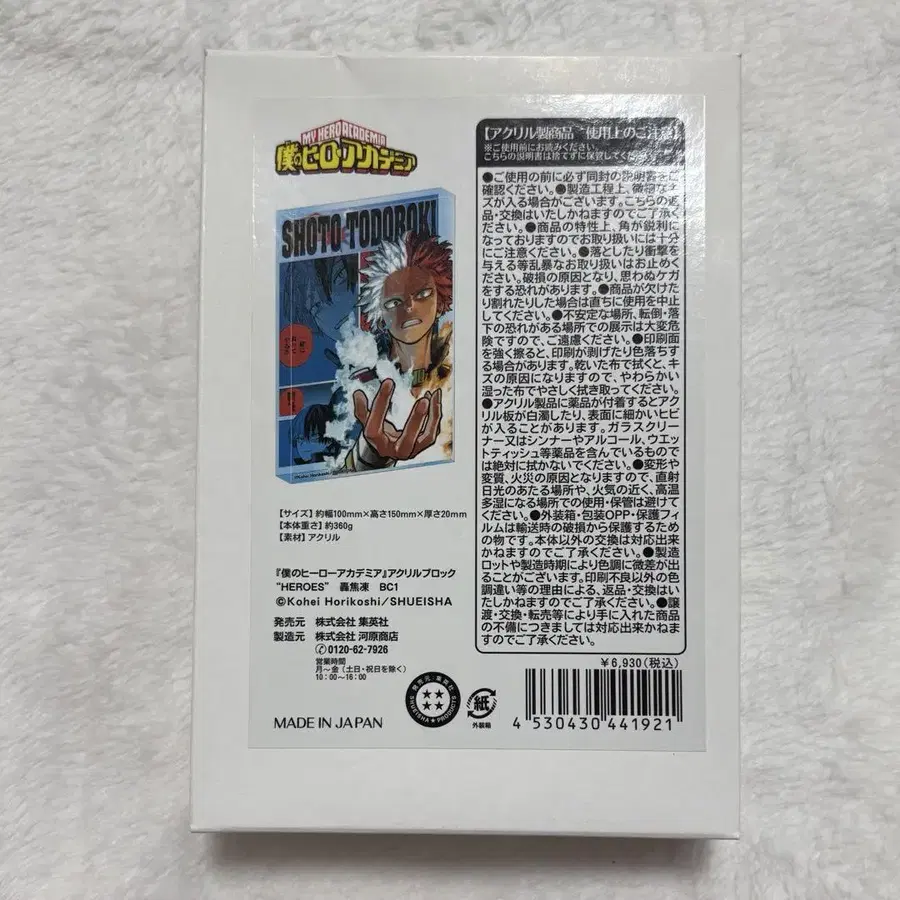 MY HERO ACADEMIA
僕のヒーローアカデミア
SHOTO TODOROKI
©Kohei Horikoshi
【サイズ】約幅100mm×高さ150mm×厚さ20mm
【本体重さ】約360g
【素材】アクリル
『僕のヒーローアカデミア』アクリルブロック
"HEROES" 轟焦凍 BC1
©Kohei Horikoshi/SHUEISHA
発売元 株式会社 集英社
製造元 株式会社 河原商店
0120-62-7926
営業時間
月～金（土日・祝日を除く）
10：00～16：00
MADE IN JAPAN
発売元 集英社
SHUEISHA PRODUCTS
紙
外装箱
【アクリル製商品 使用上のご注意】
※ご使用前にお読みください
こちらの説明書は捨てずに保管してください
●ご使用の前に必ず同封の説明書をご
確認ください。●製造工程上、微細なキ
ズが入る場合がございます。こちらの返
品・交換はいたしかねますのでご了承く
ださい。●商品の特性上、角が鋭利に
なっておりますのでお取り扱いには十分
にご注意ください。●落としたり衝撃を
与える等乱暴なお取り扱いはお止めく
ださい。破損の原因となり、思わぬケガ
をする恐れがあります。●商品が欠けた
り割れたりした場合は直ちに使用を中止
してください。●不安定な場所、転倒・落
下の恐れがある場所での展示は大変危
険ですので、ご遠慮ください。●印刷面
を強く擦ると、印刷が剥げたり色落ちす
る場合があります。乾いた布で拭くと、キ
ズの原因になりますので、やわらかい
湿った布でやさしく拭き取ってください。
●アクリル製品に薬品が付着するとアク
リル板が白濁したり、表面に細かいヒビ
が入ることがあります。ガラスクリー
ナー又はシンナーやアルコール、ウエッ
トティッシュ等薬品を含んでいるもので
は絶対に拭かないでください。●変形や
変質、火災の原因となりますので、直射
日光のあたる場所や、火気の近く、高温
多湿になる場所での使用・保管は避けて
ください。●外装箱・包装OPP・保護フィ
ルムは輸送時の破損から保護するため
の物です。本体以外の交換は対応出来
かねますのでご了承ください。●製造
ロットや製造時期により色調に微差が出
ることがございます。印刷不良以外の色
調違い等の理由による、返品・交換はい
たしかねますのでご了承ください。●譲
渡・交換・転売等により手に入れた商品
の不備につきましては対応出来かねま
すのでご了承ください。
￥6,930(税込)
4 530430 441921